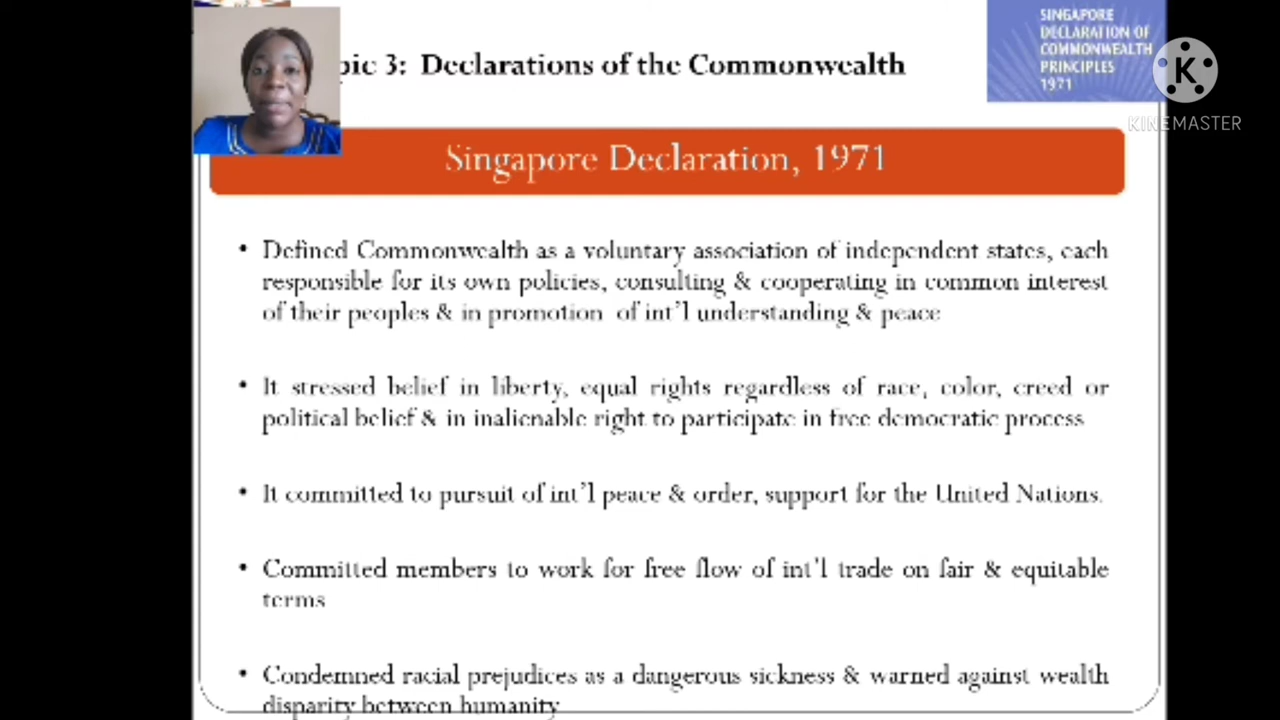 pic 3: Declarations of the Commonwealth
SINGAPORE
DECLARATION OF
COMMONWEALTH
PRINCIPLES
1971
K
KINEMASTER
Singapore Declaration, 1971
• Defined Commonwealth as a voluntary association of independent states, each
responsible for its own policies, consulting & cooperating in common interest
of their peoples & in promotion of int'l understanding & peace
• It stressed belief in liberty, equal rights regardless of race, color, creed or
political belief & in inalienable right to participate in free democratic process
• It committed to pursuit of int'l peace & order, support for the United Nations.
• Committed members to work for free flow of int'l trade on fair & equitable
terms
• Condemned racial prejudices as a dangerous sickness & warned against wealth
disparity between humanity